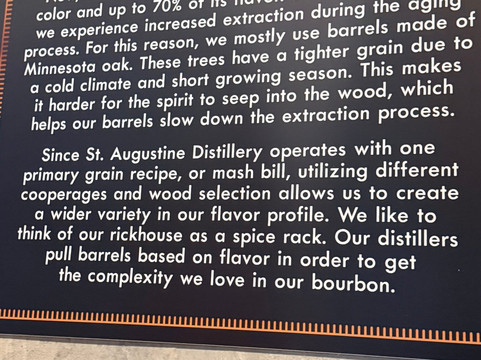 color and up to 70% of its
we experience increased extraction during the aging
process. For this reason, we mostly use barrels made of
Minnesota oak. These trees have a tighter grain due to
a cold climate and short growing season. This makes
it harder for the spirit to seep into the wood, which
helps our barrels slow down the extraction process.
Since St. Augustine Distillery operates with one
primary grain recipe, or mash bill, utilizing different
cooperages and wood selection allows us to create
a wider variety in our flavor profile. We like to
think of our rickhouse as a spice rack. Our distillers
pull barrels based on flavor in order to get
the complexity we love in our bourbon.